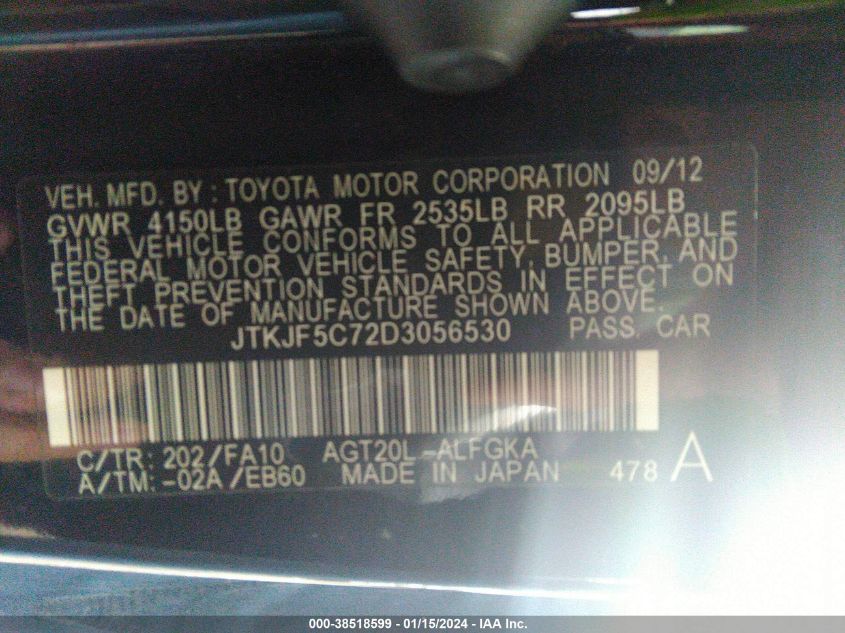 VEH. MFD. BY : TOYOTA MOTOR CORPORATION 09/12
GVWR 4150LB GAWR FR 2535LB RR 2095LB
THIS VEHICLE CONFORMS TO ALL APPLICABLE
FEDERAL MOTOR VEHICLE SAFETY, BUMPER, AND
THEFT PREVENTION STANDARDS IN EFFECT ON
THE DATE OF MANUFACTURE SHOWN ABOVE.
JTKJF5C72D3056530 PASS. CAR
C/TR: 202/FA10 AGT20L-ALFGKA
A/TM:-02A/EB60 MADE IN JAPAN 478 A
000-38518599 - 01/15/2024 - IAA Inc.